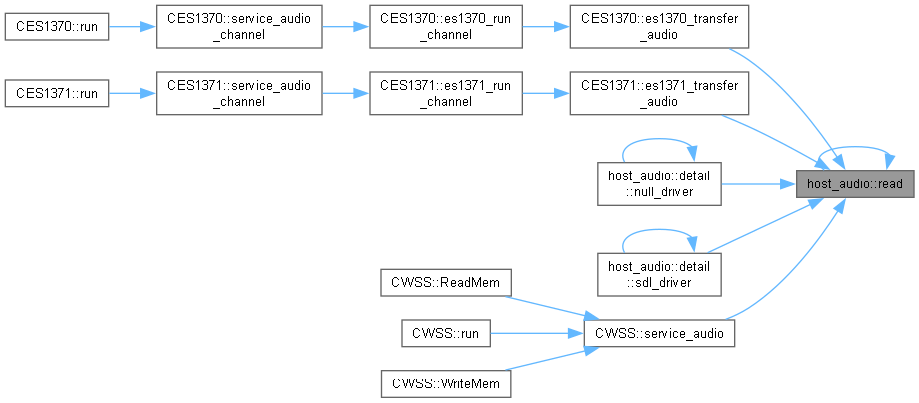 CES1370::run
CES1370::service_audio
_channel
CES1370::es1370_run
_channel
CES1370::es1370_transfer
_audio
CES1371::run
CES1371::service_audio
_channel
CES1371::es1371_run
_channel
CES1371::es1371_transfer
_audio
host_audio::detail
::null_driver
host_audio::read
host_audio::detail
::sdl_driver
CWSS::ReadMem
CWSS::run
CWSS::service_audio
CWSS::WriteMem